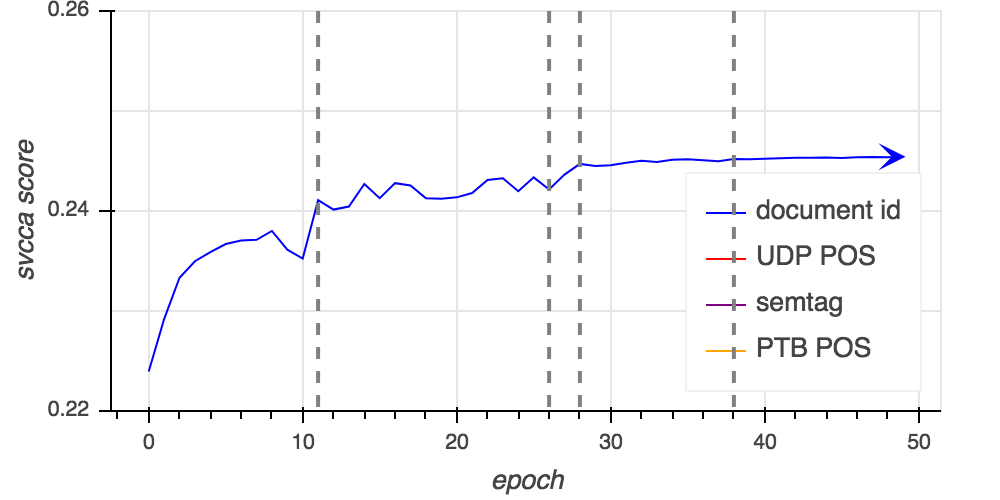 0.26
0.24
0.22
svcca score
document id
UDP POS
semtag
PTB POS
0 10 20 30 40 50
epoch